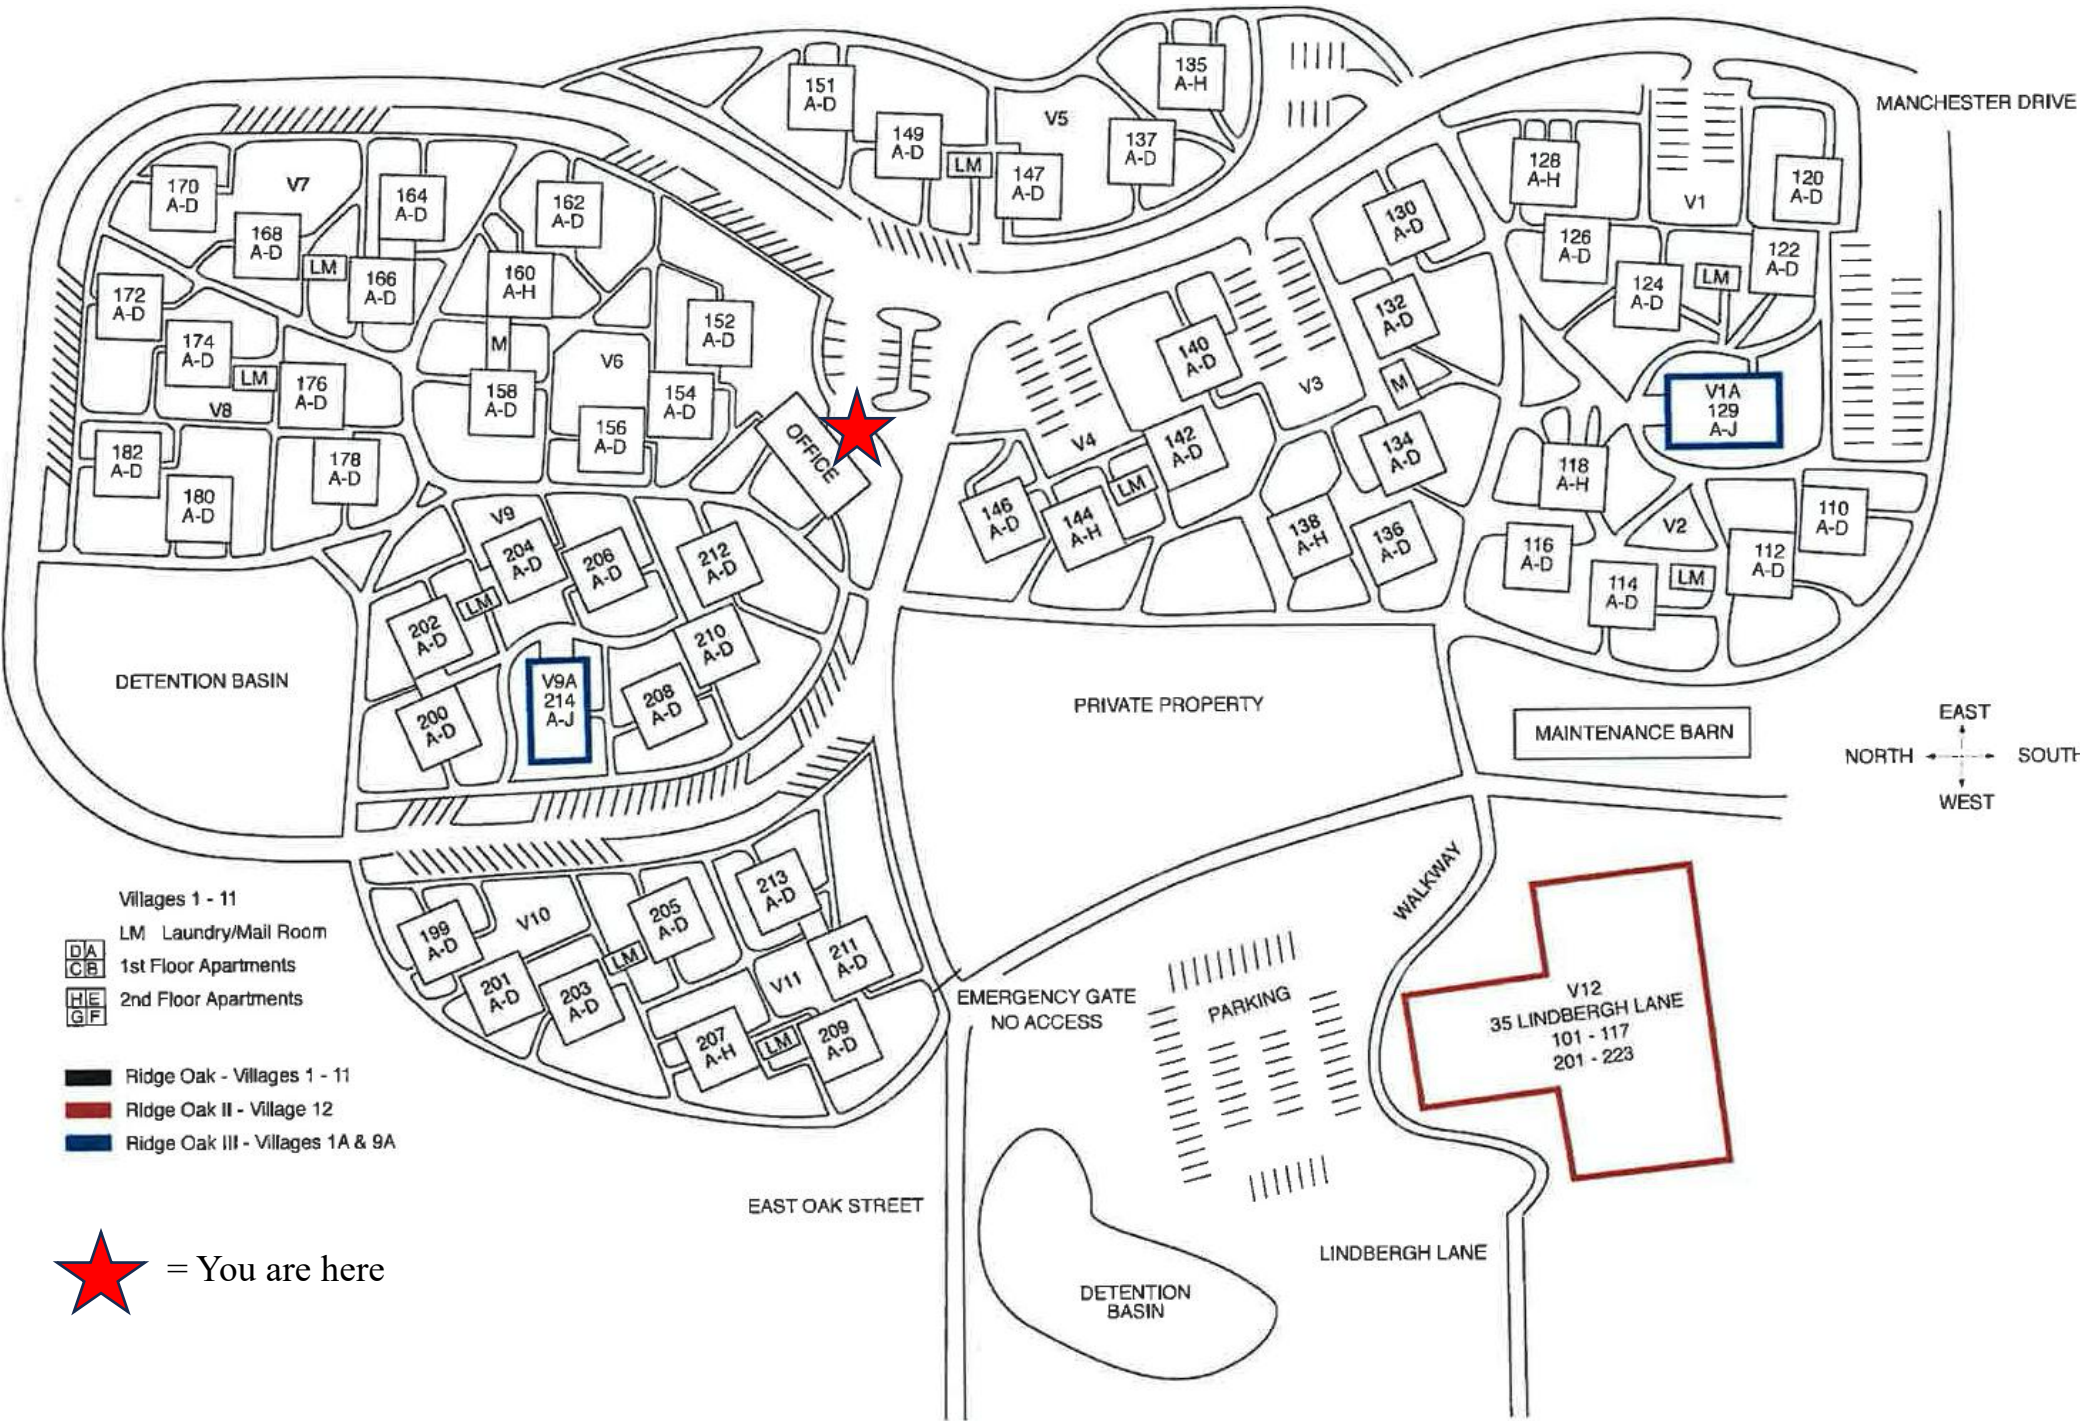 MANCHESTER DRIVE
135
A-H
151
A-D
149
A-D
LM
147
A-D
V5
137
A-D
128
A-H
V1
120
A-D
126
A-D
124
A-D
LM
122
A-D
V1A
129
A-J
118
A-H
116
A-D
114
A-D
LM
V2
112
A-D
110
A-D
130
A-D
132
A-D
M
134
A-D
136
A-D
138
A-H
V3
140
A-D
142
A-D
LM
V4
144
A-H
146
A-D
170
A-D
V7
168
A-D
LM
164
A-D
166
A-D
162
A-D
160
A-H
M
158
A-D
V6
152
A-D
154
A-D
156
A-D
OFFICE
172
A-D
174
A-D
LM
176
A-D
V8
182
A-D
180
A-D
178
A-D
V9
204
A-D
206
A-D
212
A-D
LM
202
A-D
210
A-D
200
A-D
V9A
214
A-J
208
A-D
DETENTION BASIN
PRIVATE PROPERTY
MAINTENANCE BARN
EAST
NORTH
SOUTH
WEST
199
A-D
V10
201
A-D
203
A-D
LM
205
A-D
213
A-D
211
A-D
V11
207
A-H
LM
209
A-D
WALKWAY
EMERGENCY GATE
NO ACCESS
PARKING
V12
35 LINDBERGH LANE
101 - 117
201 - 223
EAST OAK STREET
LINDBERGH LANE
DETENTION
BASIN
Villages 1 - 11
LM Laundry/Mail Room
D A
C B 1st Floor Apartments
H E
G F 2nd Floor Apartments
Ridge Oak - Villages 1 - 11
Ridge Oak II - Village 12
Ridge Oak III - Villages 1A & 9A
= You are here